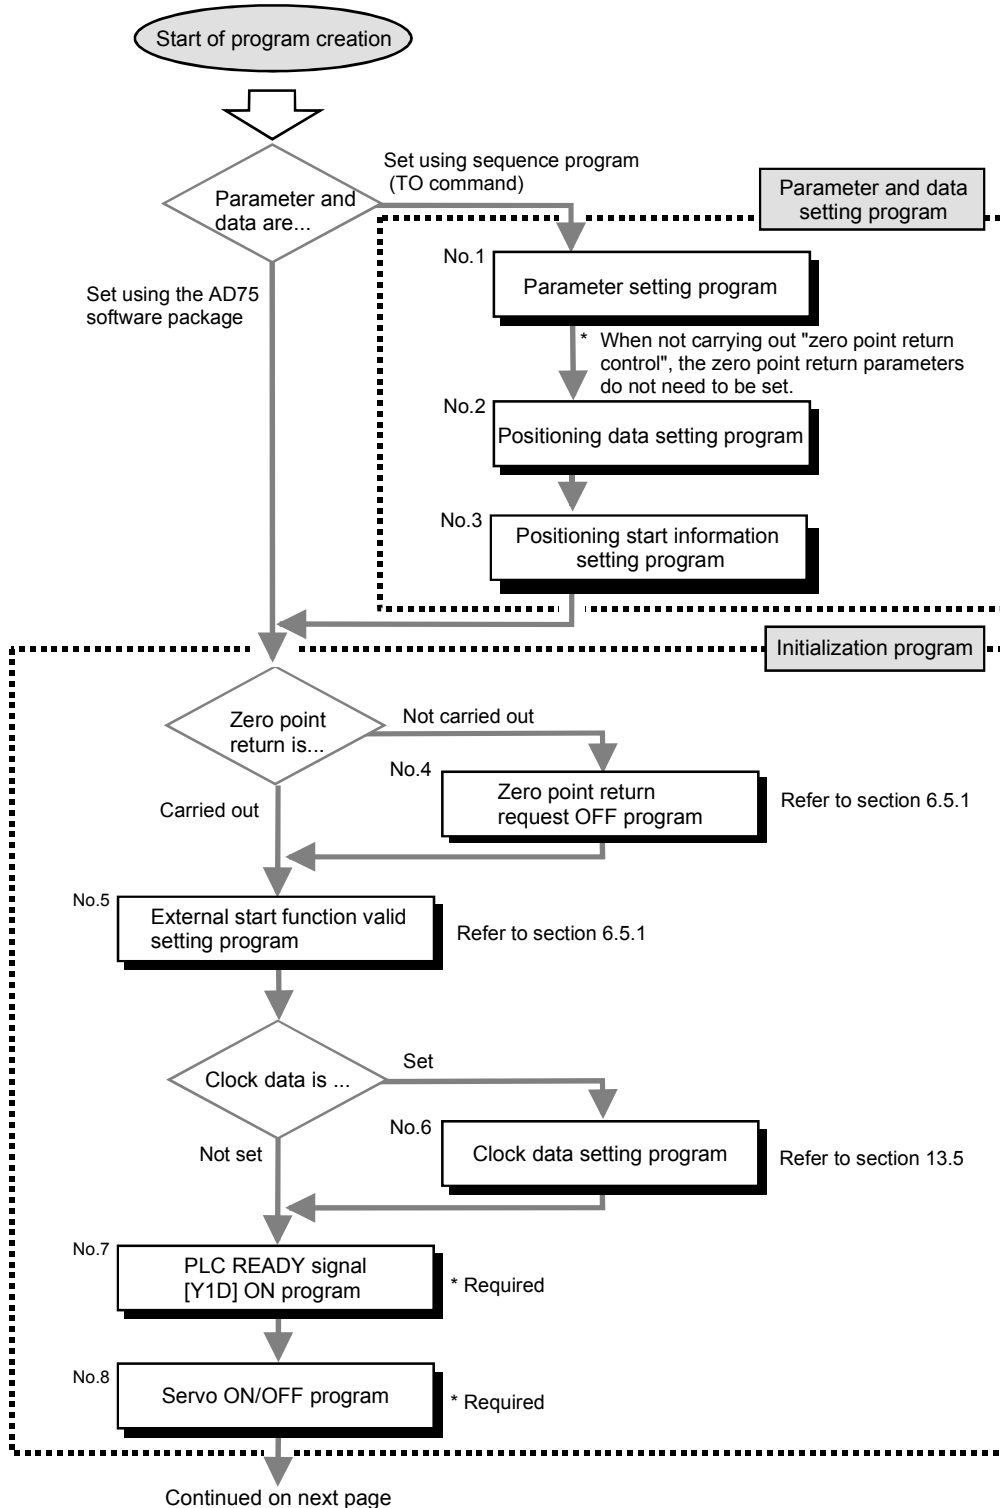 Start of program creation
Set using sequence program
(TO command)
Parameter and data
setting program
Parameter and
data are...
No.1
Parameter setting program
Set using the AD75
software package
* When not carrying out "zero point return
control", the zero point return parameters
do not need to be set.
No.2
Positioning data setting program
No.3
Positioning start information
setting program
Initialization program
Zero point
return is...
Not carried out
No.4
Zero point return
request OFF program
Refer to section 6.5.1
Carried out
No.5
External start function valid
setting program
Refer to section 6.5.1
Clock data is ...
Set
No.6
Clock data setting program
Refer to section 13.5
Not set
No.7
PLC READY signal
[Y1D] ON program
* Required
No.8
Servo ON/OFF program
* Required
Continued on next page